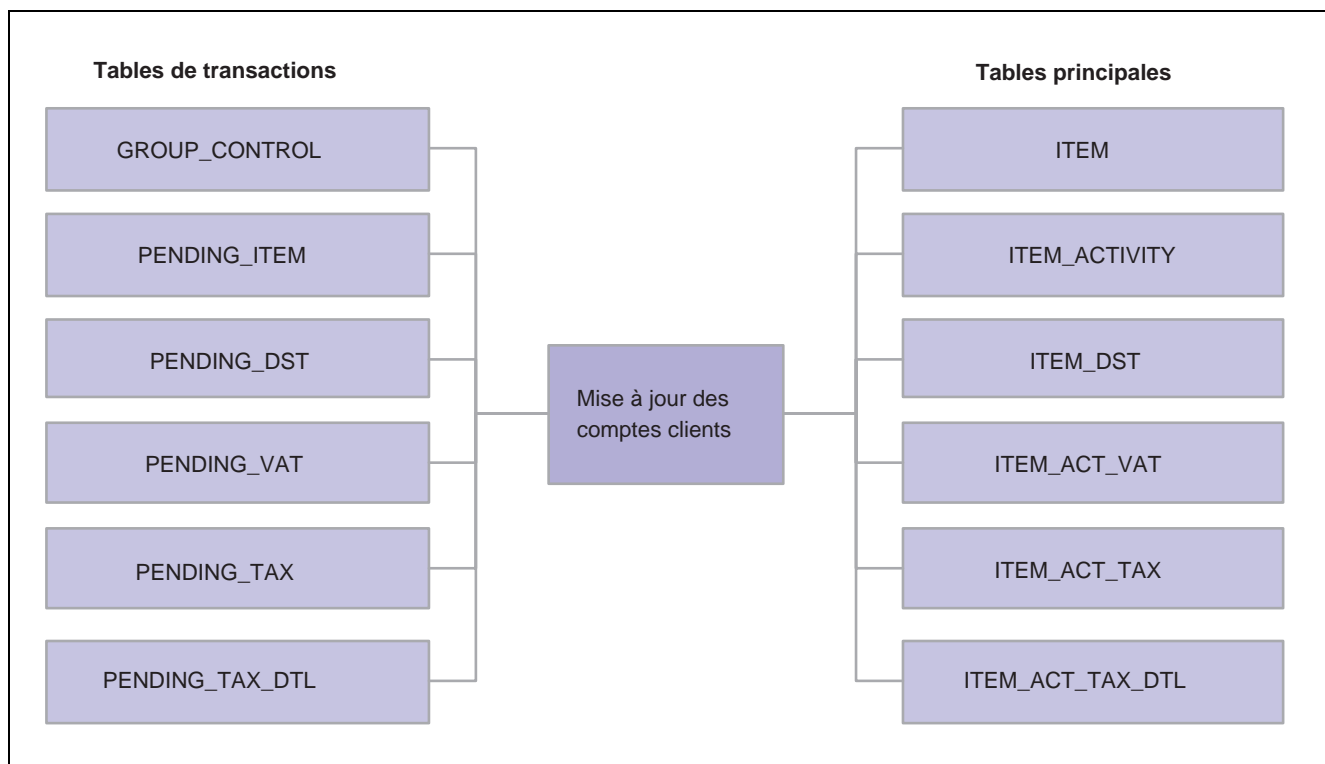 Tables de transactions
GROUP_CONTROL
PENDING_ITEM
PENDING_DST
PENDING_VAT
PENDING_TAX
PENDING_TAX_DTL
Mise à jour des
comptes clients
Tables principales
ITEM
ITEM_ACTIVITY
ITEM_DST
ITEM_ACT_VAT
ITEM_ACT_TAX
ITEM_ACT_TAX_DTL